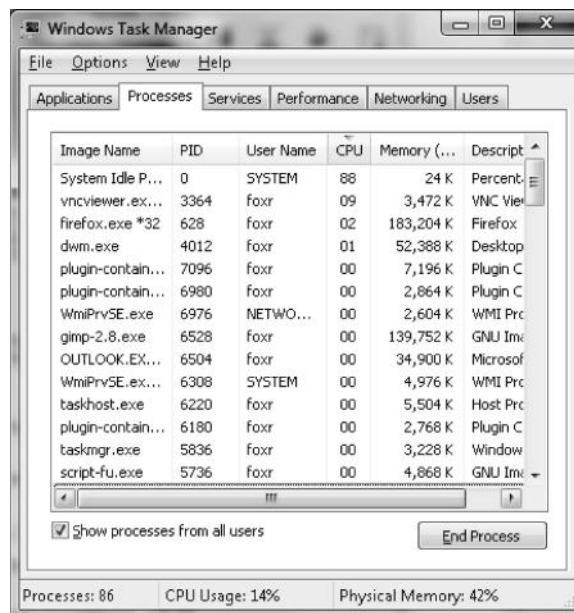 Windows Task Manager
File Options View Help
Applications Processes Services Performance Networking Users
Image Name PID User Name CPU Memory (... Descript
System Idle P... 0 SYSTEM 88 24 K Percent
vncviewer.ex... 3364 foxr 09 3,472 K VNC Vie
firefox.exe *32 628 foxr 02 183,204 K Firefox
dwm.exe 4012 foxr 01 52,388 K Desktop
plugin-contain... 7096 foxr 00 7,196 K Plugin C
plugin-contain... 6980 foxr 00 2,864 K Plugin C
WmiPrvSE.exe 6976 NETWO... 00 2,604 K WMI Prc
gimp-2.8.exe 6528 foxr 00 139,752 K GNU Ima
OUTLOOK.EX... 6504 foxr 00 34,900 K Microsof
WmiPrvSE.ex... 6308 SYSTEM 00 4,976 K WMI Prc
taskhost.exe 6220 foxr 00 5,504 K Host Prc
plugin-contain... 6180 foxr 00 2,768 K Plugin C
taskmgr.exe 5836 foxr 00 3,228 K Window
script-fu.exe 5736 foxr 00 4,868 K GNU Ima
Show processes from all users End Process
Processes: 86 CPU Usage: 14% Physical Memory: 42%